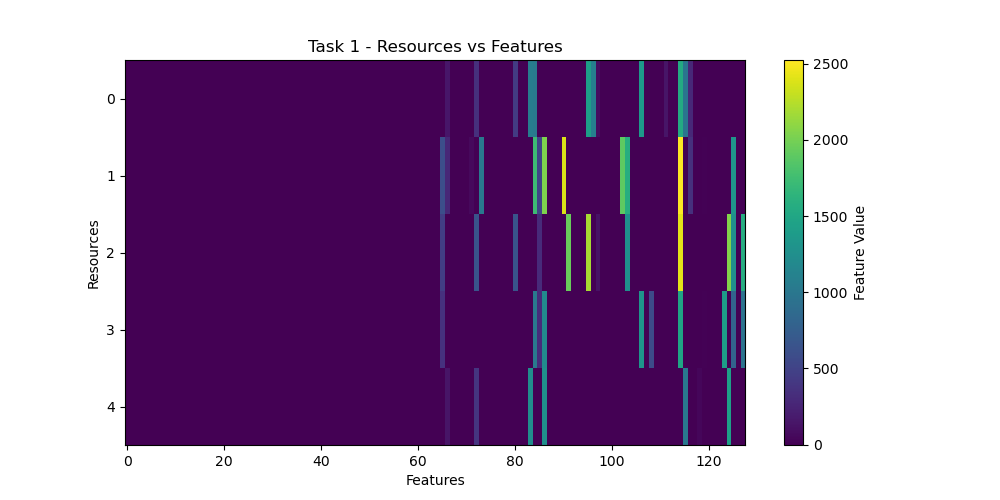 Task 1 - Resources vs Features
0
1
2
3
4
Resources
0 20 40 60 80 100 120
Features
2500
2000
1500
1000
500
0
Feature Value